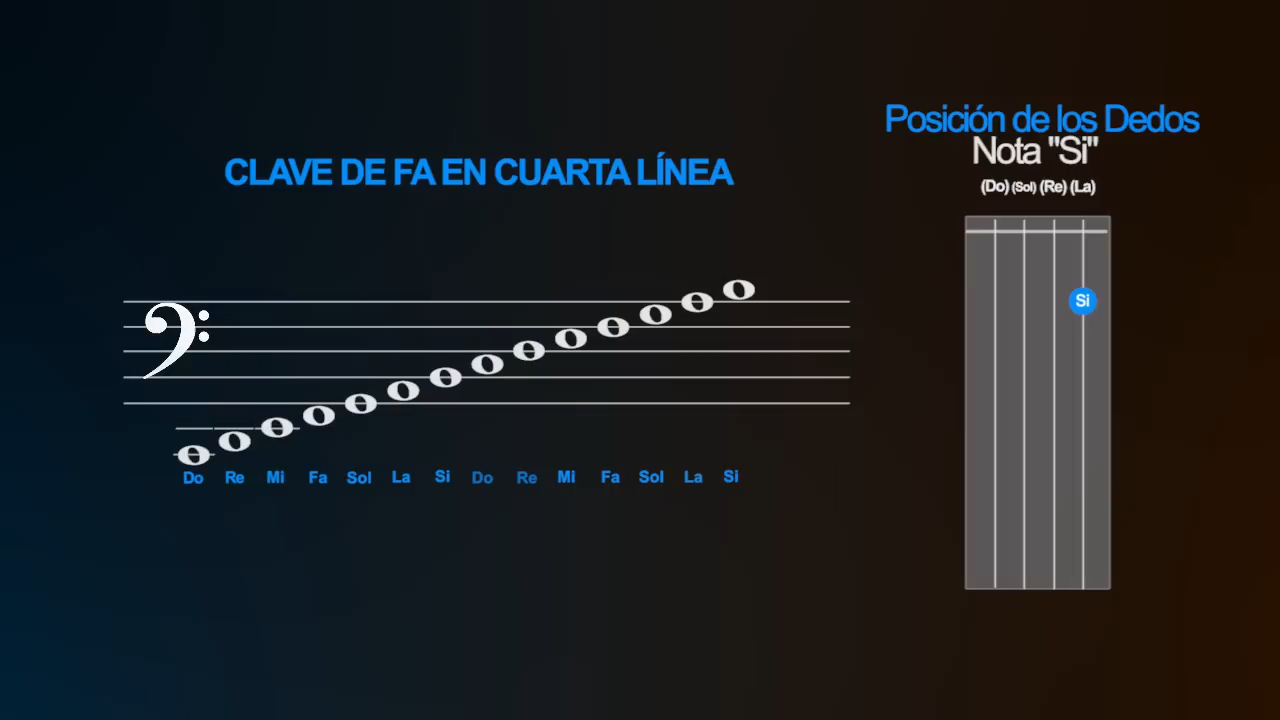 CLAVE DE FA EN CUARTA LÍNEA
Do Re Mi Fa Sol La Si Do Re Mi Fa Sol La Si
Posición de los Dedos
Nota "Si"
(Do) (Sol) (Re) (La)
Si